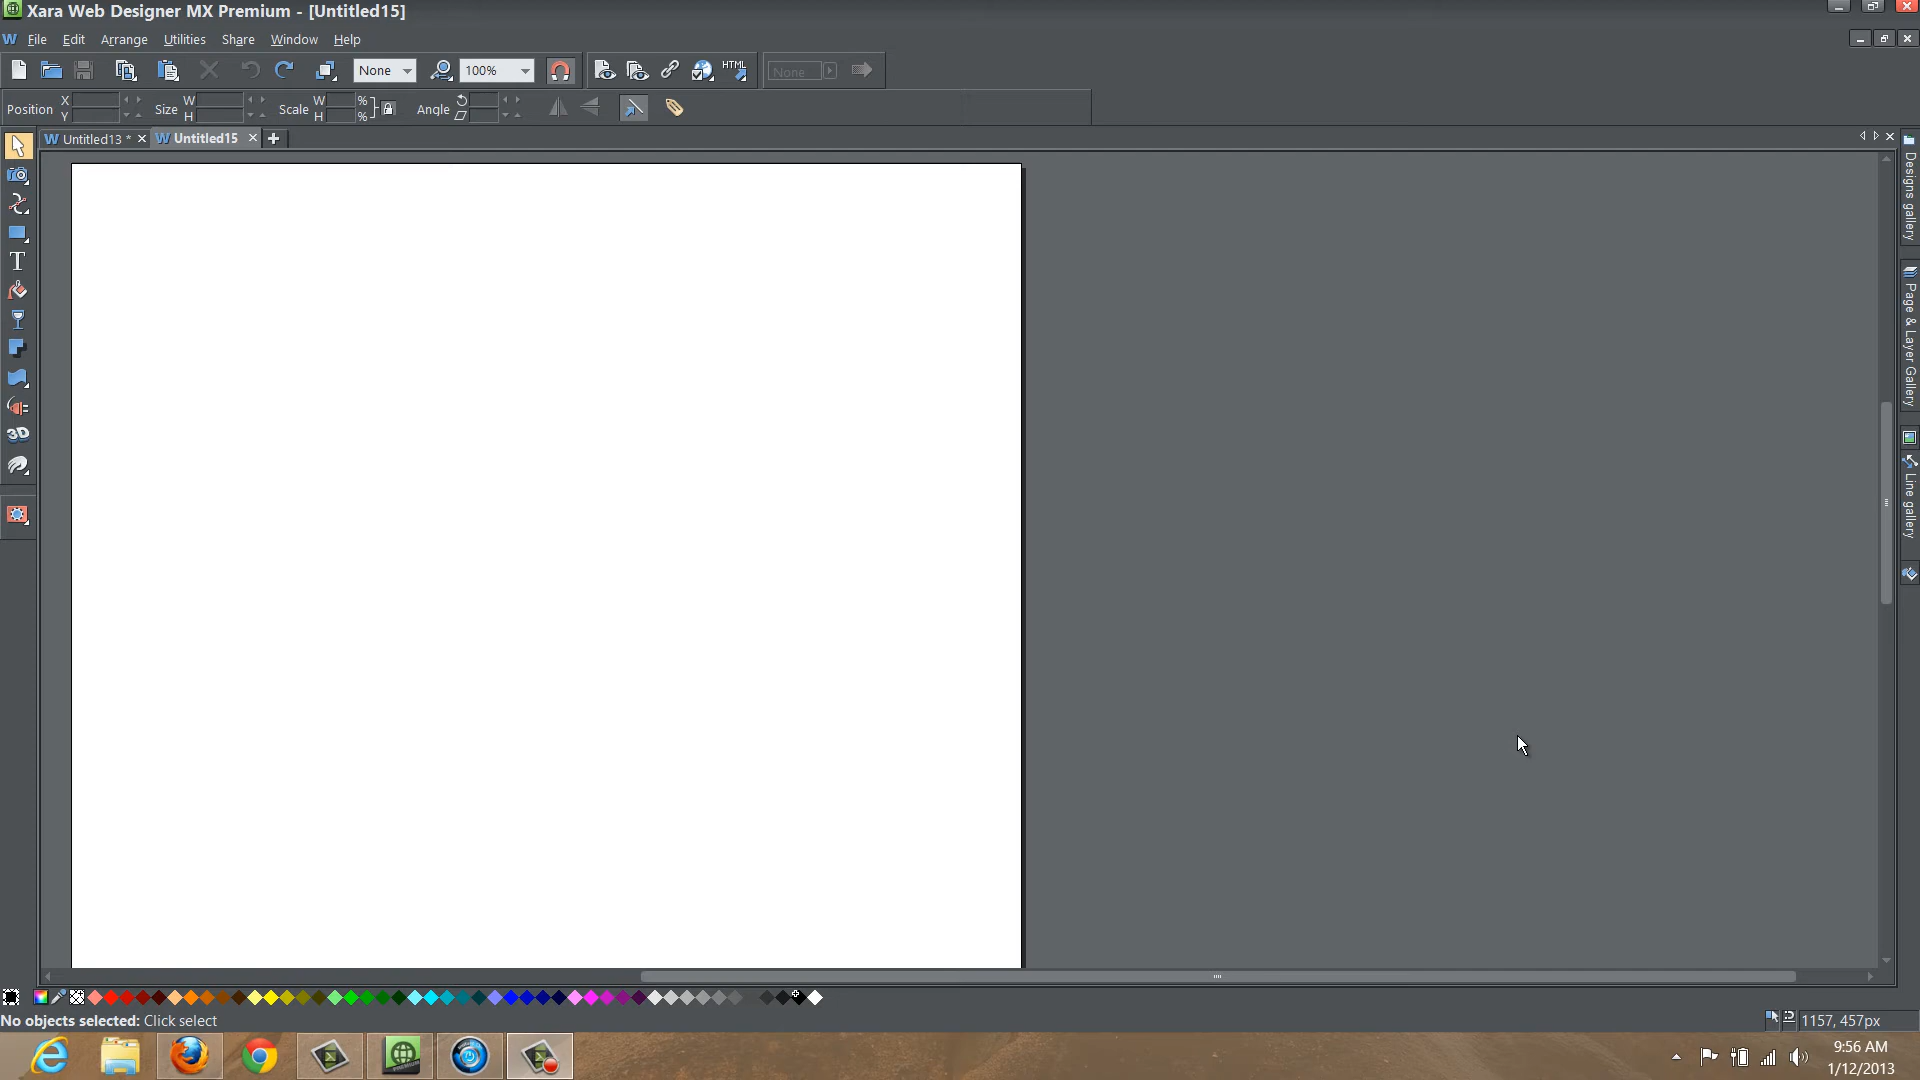 Xara Web Designer MX Premium - [Untitled15]
W File Edit Arrange Utilities Share Window Help
None 100% HTML None
Position X Y Size W H Scale W H % % Angle
W Untitled13 * W Untitled15
T
3D
Designs gallery
Page & Layer Gallery
Line gallery
No objects selected: Click select
1157, 457px
PREMIUM
9:56 AM
1/12/2013